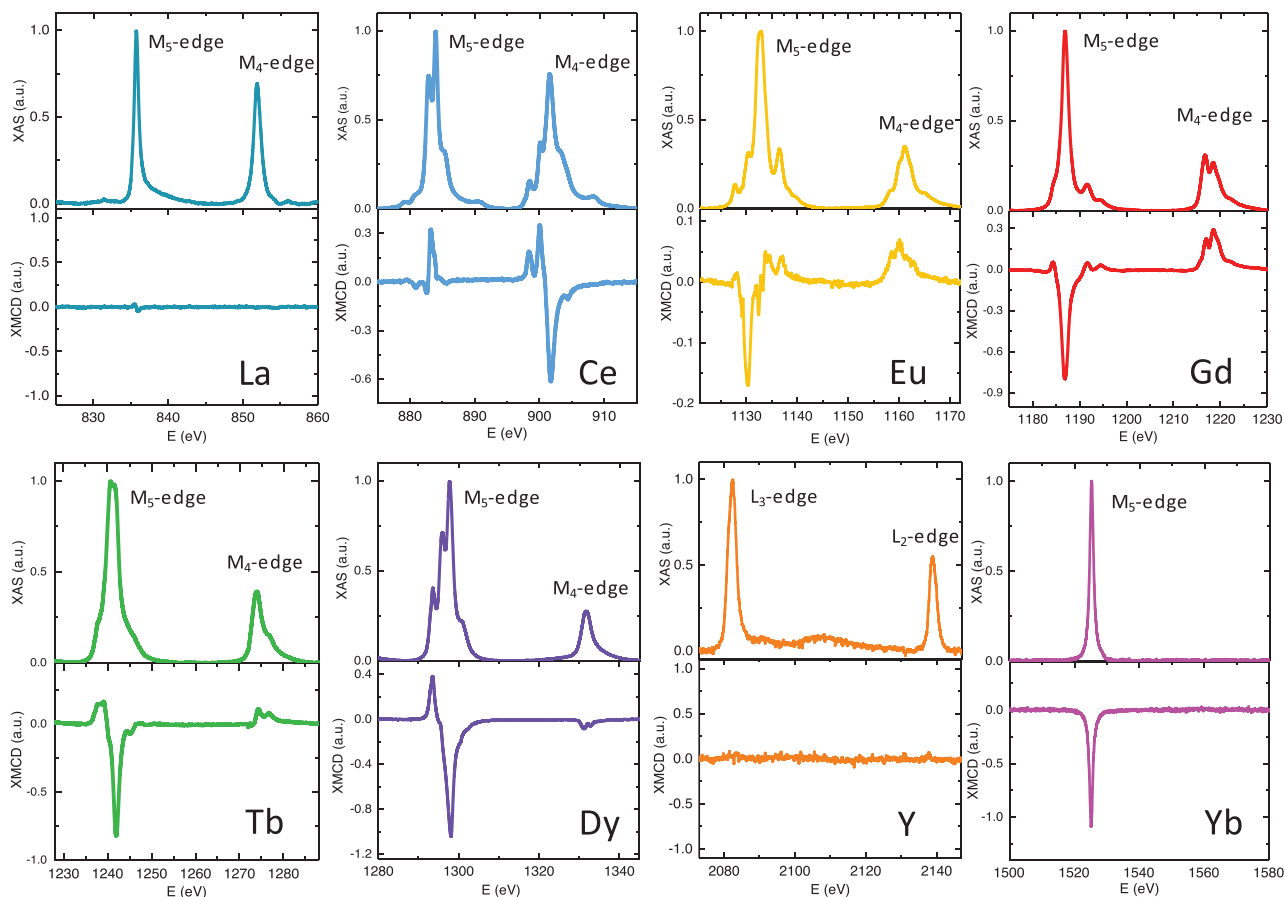 XAS (a.u.)
1.0
0.5
0.0
M5-edge
M4-edge
XMCD (a.u.)
1.0
0.5
0.0
-0.5
-1.0
La
830 840 850 860
E (eV)
XAS (a.u.)
1.0
0.5
0.0
M5-edge
M4-edge
XMCD (a.u.)
0.3
0.0
-0.3
-0.6
Ce
880 890 900 910
E (eV)
XAS (a.u.)
1.0
0.5
0.0
M5-edge
M4-edge
XMCD (a.u.)
0.1
0.0
-0.1
-0.2
Eu
1130 1140 1150 1160 1170
E (eV)
XAS (a.u.)
1.0
0.5
0.0
M5-edge
M4-edge
XMCD (a.u.)
0.3
0.0
-0.3
-0.6
-0.9
Gd
1180 1190 1200 1210 1220 1230
E (eV)
XAS (a.u.)
1.0
0.5
0.0
M5-edge
M4-edge
XMCD (a.u.)
0.5
0.0
-0.5
-1.0
Tb
1230 1240 1250 1260 1270 1280
E (eV)
XAS (a.u.)
1.0
0.5
0.0
M5-edge
M4-edge
XMCD (a.u.)
0.4
0.0
-0.4
-0.8
-1.2
Dy
1280 1300 1320 1340
E (eV)
XAS (a.u.)
1.0
0.5
0.0
L3-edge
L2-edge
XMCD (a.u.)
1.0
0.5
0.0
-0.5
-1.0
Y
2080 2100 2120 2140
E (eV)
XAS (a.u.)
1.0
0.5
0.0
M5-edge
XMCD (a.u.)
0.0
-0.5
-1.0
Yb
1500 1520 1540 1560 1580
E (eV)